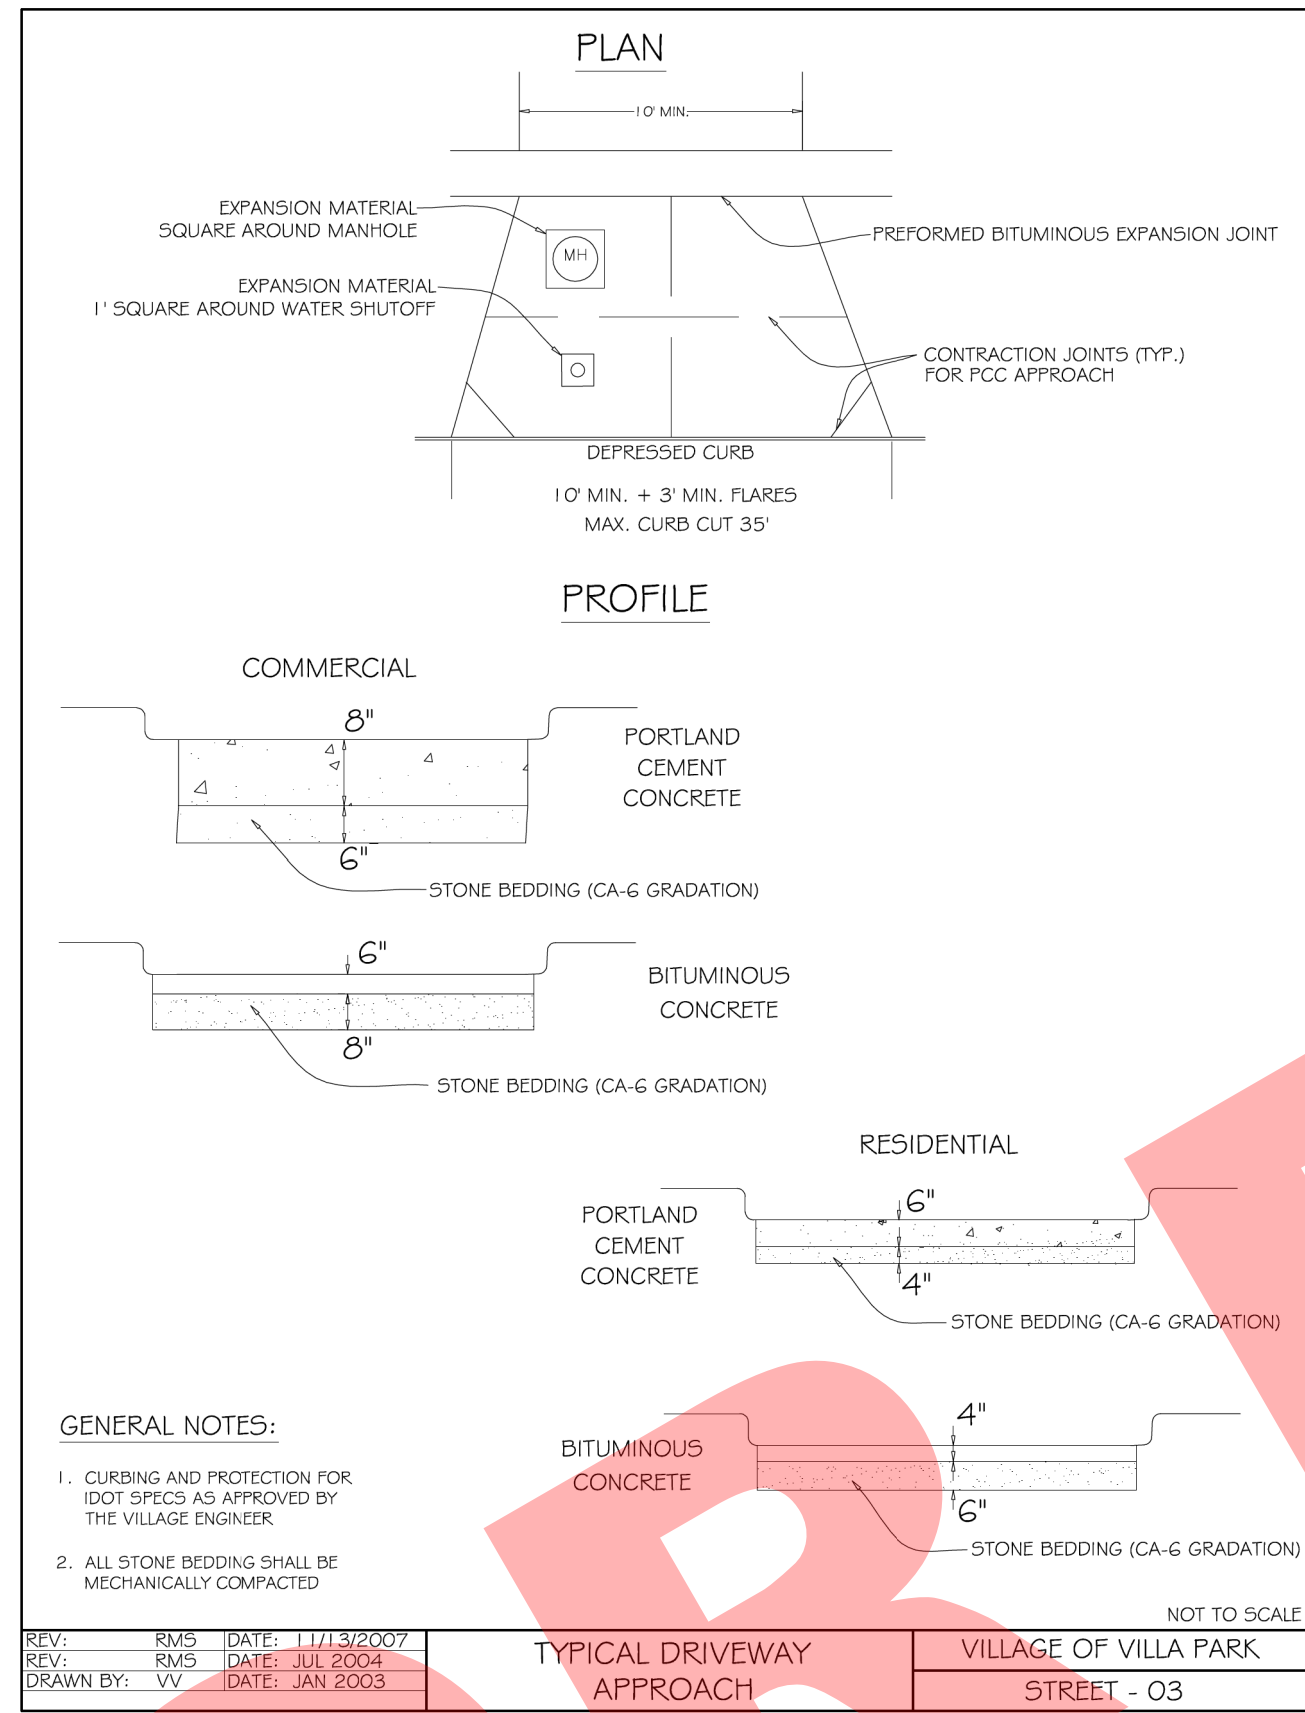 PLAN
10' MIN.
EXPANSION MATERIAL
SQUARE AROUND MANHOLE
MH
PREFORMED BITUMINOUS EXPANSION JOINT
EXPANSION MATERIAL
1' SQUARE AROUND WATER SHUTOFF
CONTRACTION JOINTS (TYP.)
FOR PCC APPROACH
DEPRESSED CURB
10' MIN. + 3' MIN. FLARES
MAX. CURB CUT 35'
PROFILE
COMMERCIAL
8"
PORTLAND
CEMENT
CONCRETE
6"
STONE BEDDING (CA-6 GRADATION)
6"
BITUMINOUS
CONCRETE
8"
STONE BEDDING (CA-6 GRADATION)
RESIDENTIAL
6"
PORTLAND
CEMENT
CONCRETE
4"
STONE BEDDING (CA-6 GRADATION)
4"
BITUMINOUS
CONCRETE
6"
STONE BEDDING (CA-6 GRADATION)
GENERAL NOTES:
1. CURBING AND PROTECTION FOR
IDOT SPECS AS APPROVED BY
THE VILLAGE ENGINEER
2. ALL STONE BEDDING SHALL BE
MECHANICALLY COMPACTED
NOT TO SCALE
REV: RMS DATE: 11/13/2007
REV: RMS DATE: JUL 2004
DRAWN BY: VV DATE: JAN 2003
TYPICAL DRIVEWAY
APPROACH
VILLAGE OF VILLA PARK
STREET - 03